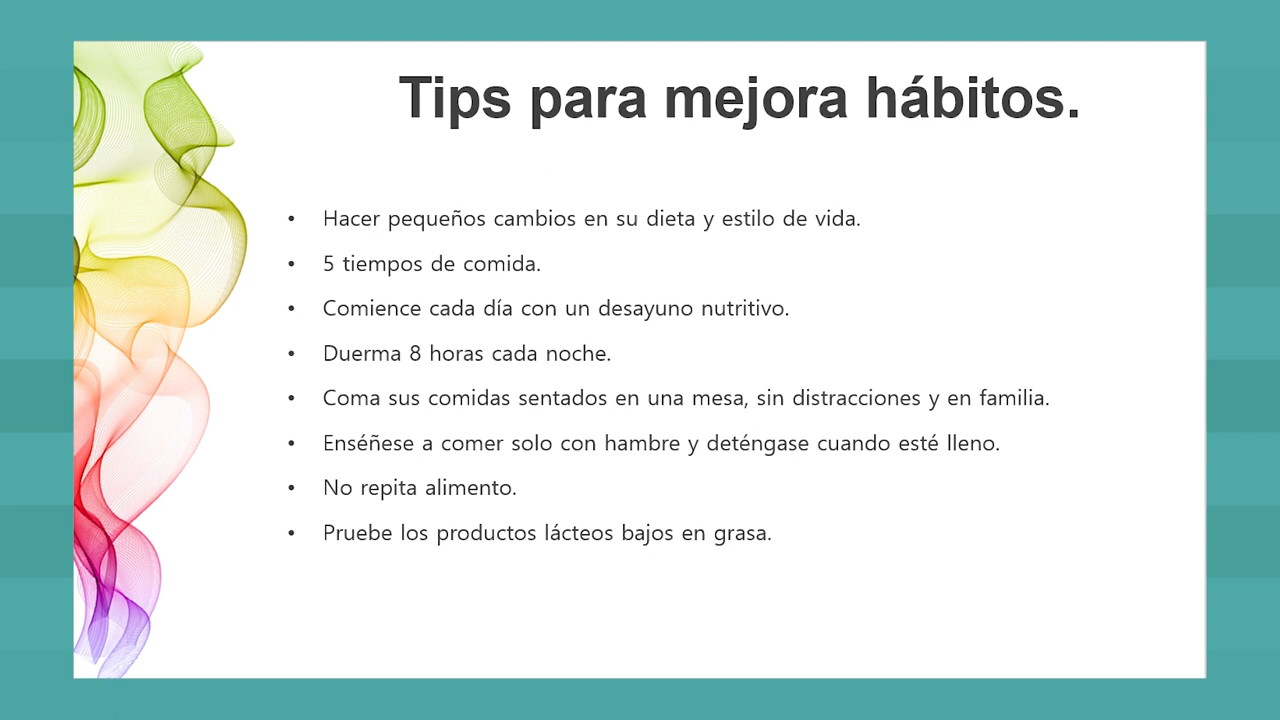 Tips para mejora hábitos.
• Hacer pequeños cambios en su dieta y estilo de vida.
• 5 tiempos de comida.
• Comience cada día con un desayuno nutritivo.
• Duerma 8 horas cada noche.
• Coma sus comidas sentados en una mesa, sin distracciones y en familia.
• Enséñese a comer solo con hambre y deténgase cuando esté lleno.
• No repita alimento.
• Pruebe los productos lácteos bajos en grasa.